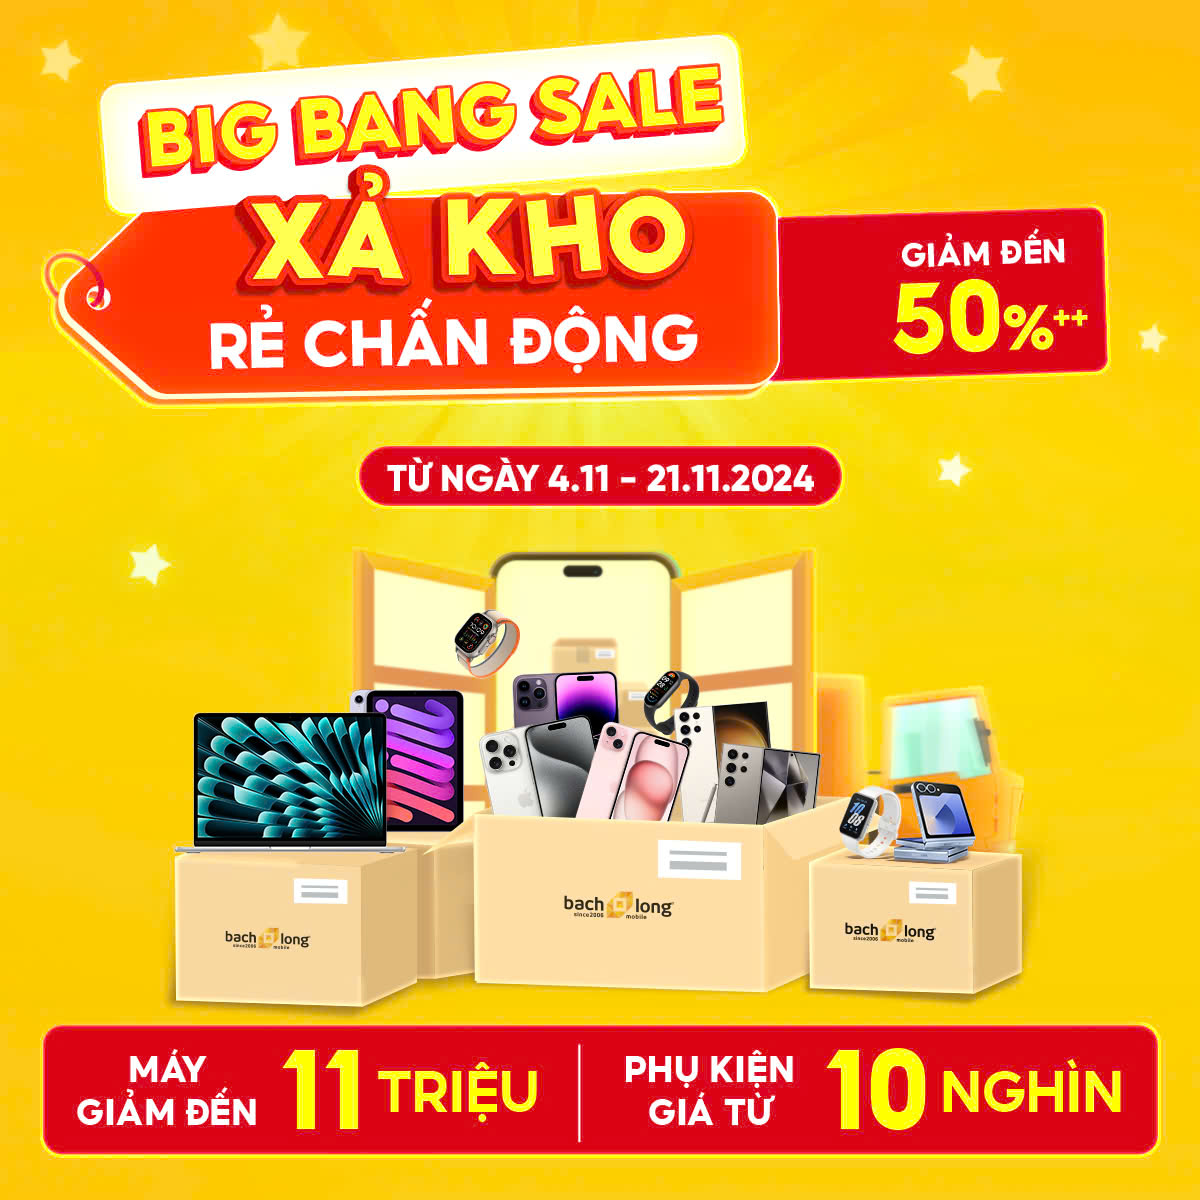 BIG BANG SALE
XẢ KHO
RẺ CHẤN ĐỘNG
GIẢM ĐẾN
50%++
TỪ NGÀY 4.11 - 21.11.2024
bach long
since2006 mobile
bach long
since2006 mobile
bach long
since2006 mobile
MÁY
GIẢM ĐẾN
11 TRIỆU
PHỤ KIỆN
GIÁ TỪ
10 NGHÌN